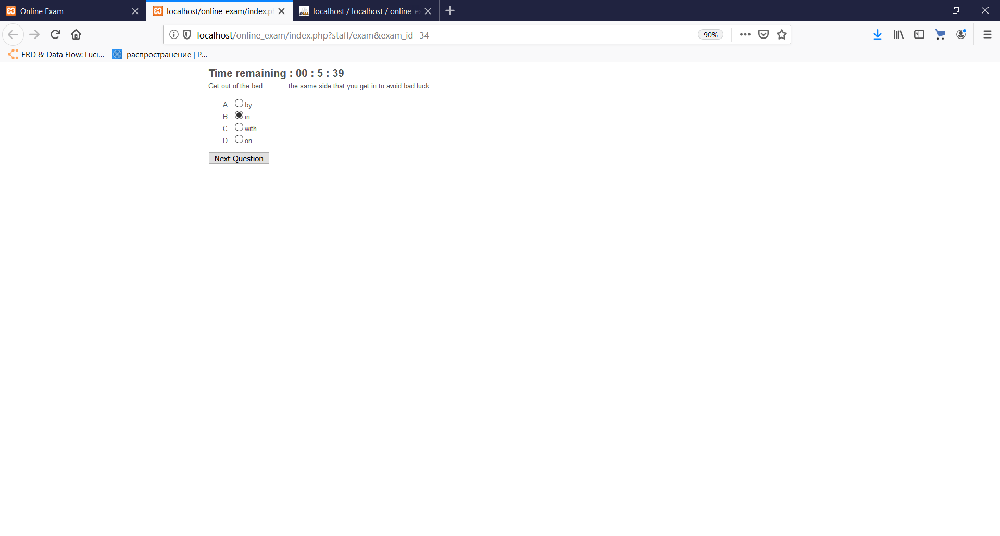 Online Exam
localhost/online_exam/index.p
localhost / localhost / online_e
localhost/online_exam/index.php?staff/exam&exam_id=34
90%
ERD & Data Flow: Luci...
распространение | P...
Time remaining : 00 : 5 : 39
Get out of the bed ______ the same side that you get in to avoid bad luck
A. by
B. in
C. with
D. on
Next Question